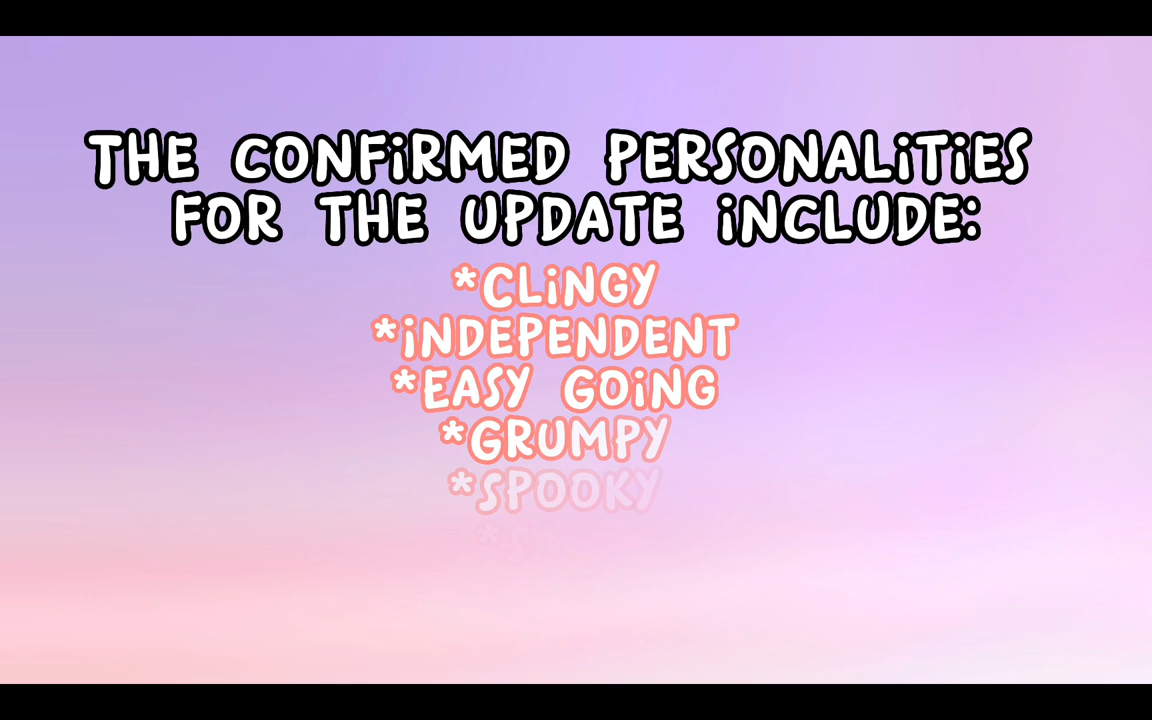 THE CONFiRMED PERSONALiTiES
FOR THE UPDATE iNCLUDE:
*CLiNGY
*iNDEPENDENT
*EASY GOiNG
*GRUMPY
*SPOOKY